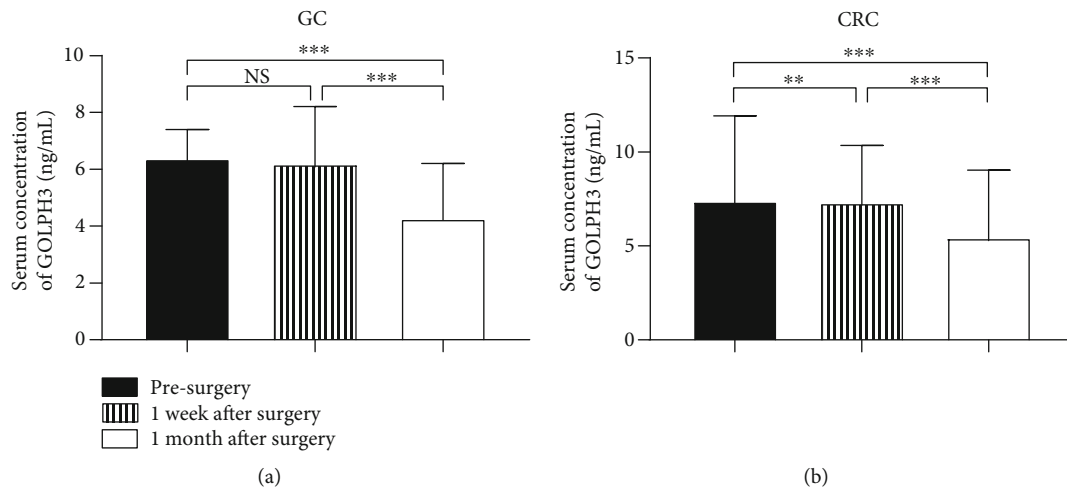 GC
Serum concentration
of GOLPH3 (ng/mL)
10
8
6
4
2
0
***
NS
***
Pre-surgery
1 week after surgery
1 month after surgery
(a)
CRC
Serum concentration
of GOLPH3 (ng/mL)
15
10
5
0
***
**
***
(b)